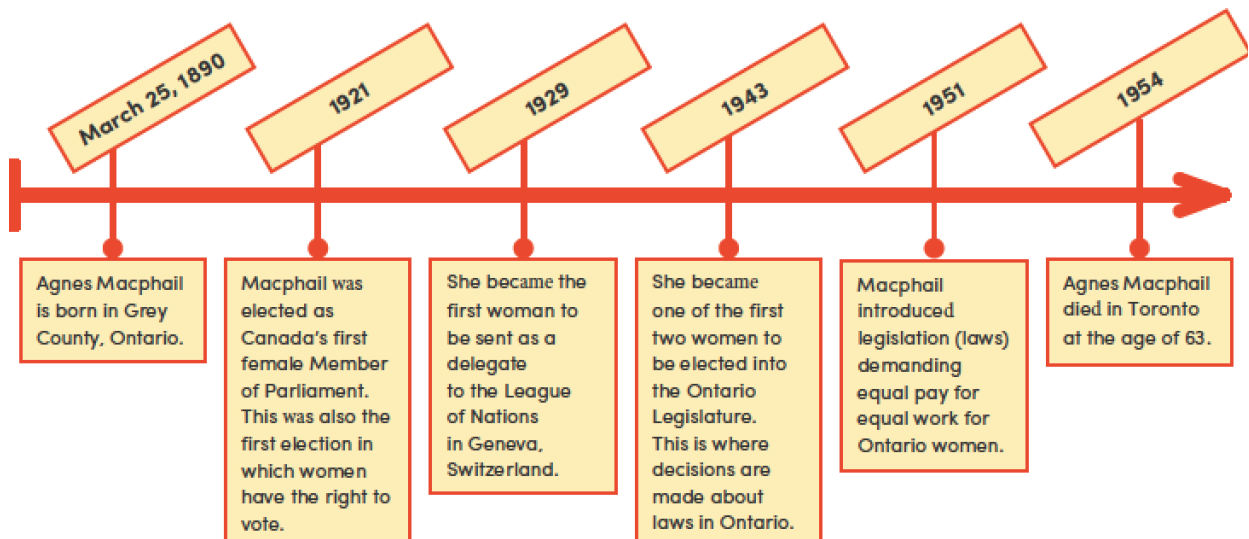 March 25, 1890
1921
1929
1943
1951
1954
Agnes Macphail
is born in Grey
County, Ontario.
Macphail was
elected as
Canada's first
female Member
of Parliament.
This was also the
first election in
which women
have the right to
vote.
She became the
first woman to
be sent as a
delegate
to the League
of Nations
in Geneva,
Switzerland.
She became
one of the first
two women to
be elected into
the Ontario
Legislature.
This is where
decisions are
made about
laws in Ontario.
Macphail
introduced
legislation (laws)
demanding
equal pay for
equal work for
Ontario women.
Agnes Macphail
died in Toronto
at the age of 63.